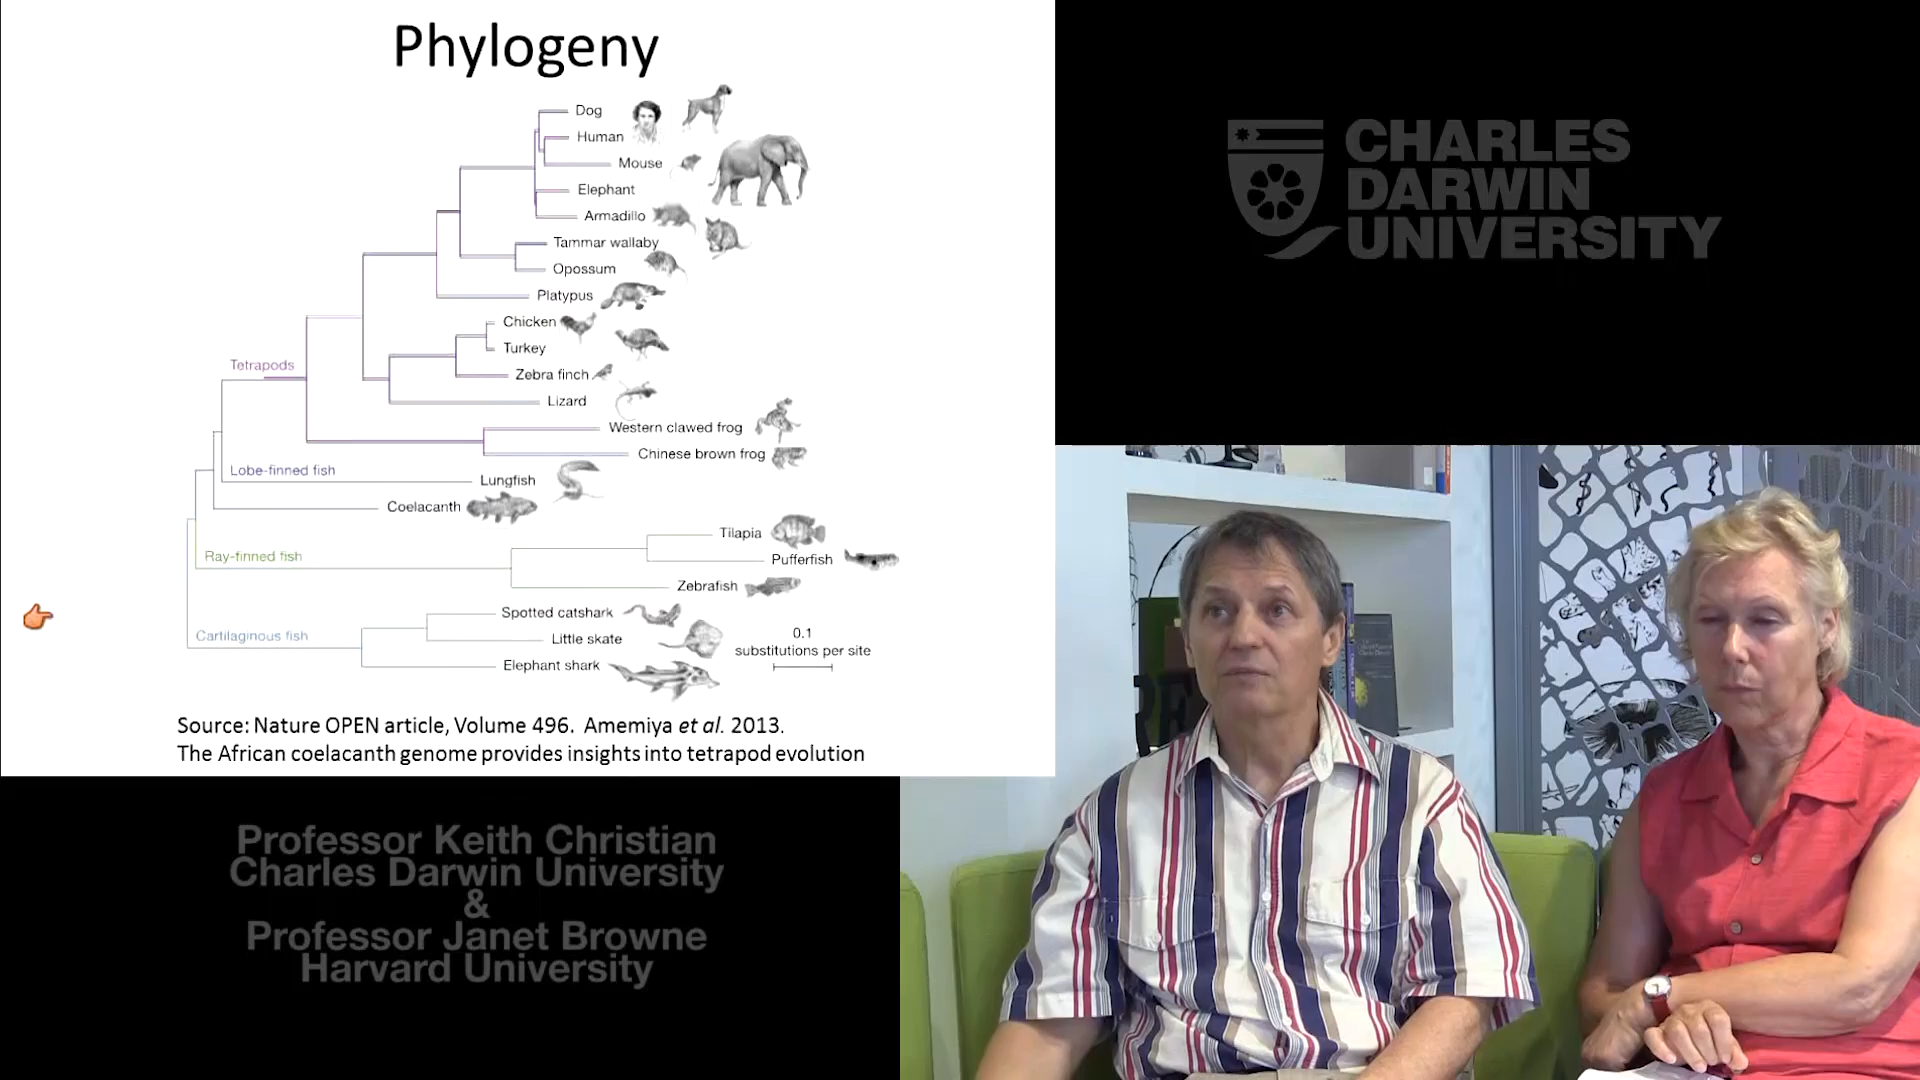 Phylogeny
Dog
Human
Mouse
Elephant
Armadillo
Tammar wallaby
Opossum
Platypus
Chicken
Turkey
Zebra finch
Lizard
Tetrapods
Western clawed frog
Chinese brown frog
Lobe-finned fish
Lungfish
Coelacanth
Tilapia
Ray-finned fish
Pufferfish
Zebrafish
Spotted catshark
Cartilaginous fish
Little skate
Elephant shark
0.1
substitutions per site
Source: Nature OPEN article, Volume 496. Amemiya et al. 2013.
The African coelacanth genome provides insights into tetrapod evolution
CHARLES
DARWIN
UNIVERSITY
Professor Keith Christian
Charles Darwin University
&
Professor Janet Browne
Harvard University